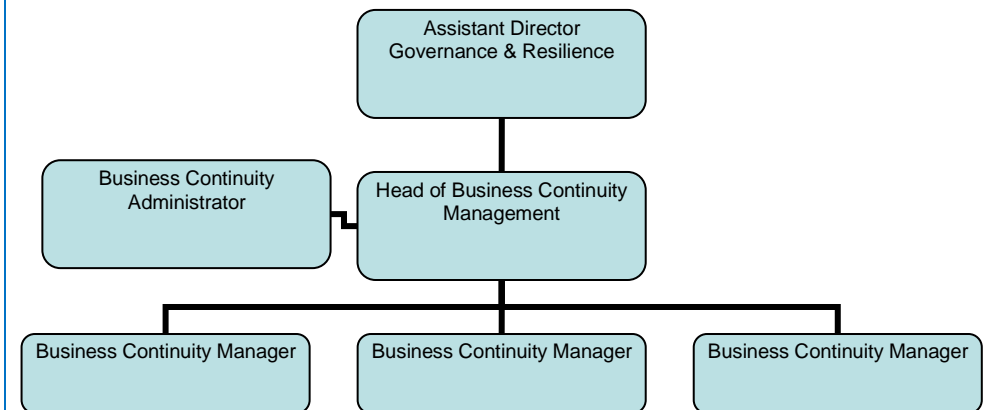 Assistant Director
Governance & Resilience
Business Continuity
Administrator
Head of Business Continuity
Management
Business Continuity Manager
Business Continuity Manager
Business Continuity Manager